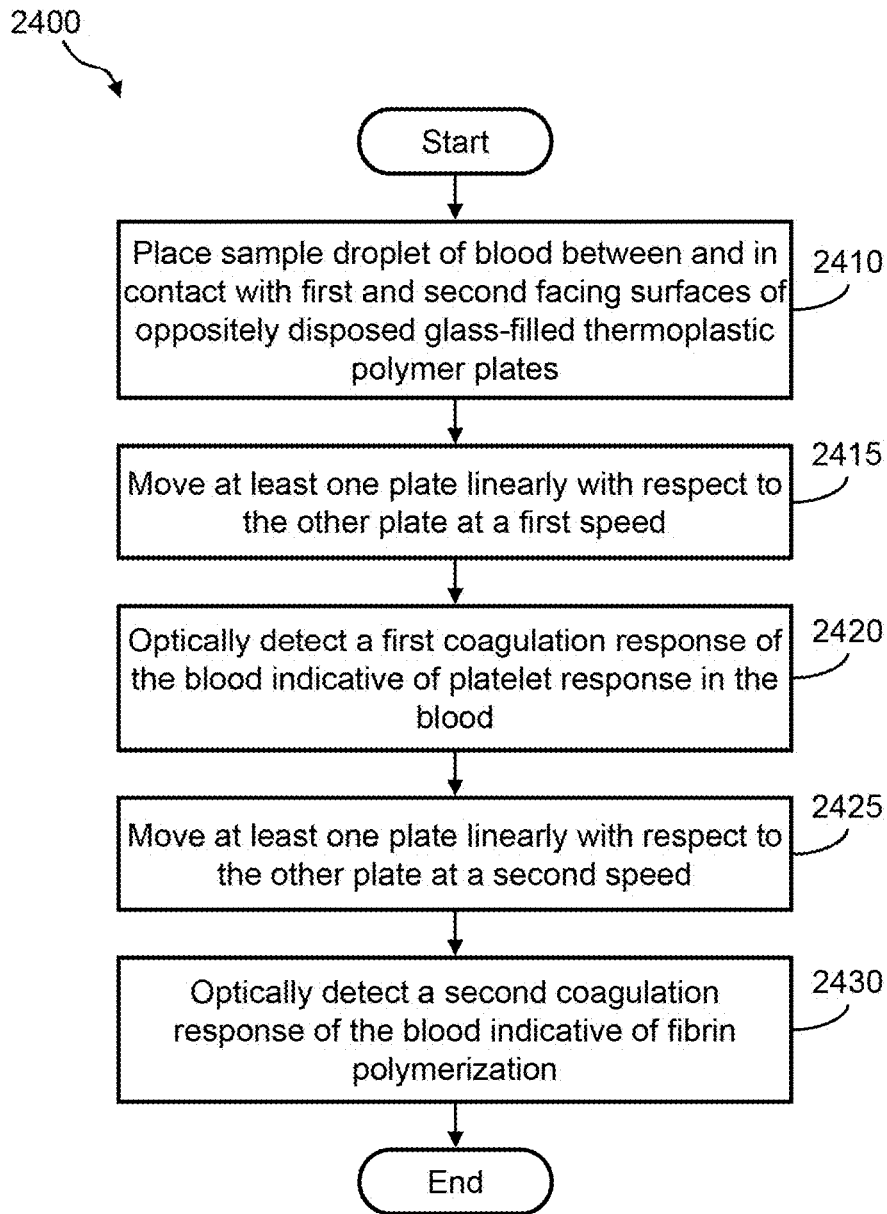 2400
Start
Place sample droplet of blood between and in
contact with first and second facing surfaces of
oppositely disposed glass-filled thermoplastic
polymer plates
2410
Move at least one plate linearly with respect to
the other plate at a first speed
2415
Optically detect a first coagulation response of
the blood indicative of platelet response in the
blood
2420
Move at least one plate linearly with respect to
the other plate at a second speed
2425
Optically detect a second coagulation
response of the blood indicative of fibrin
polymerization
2430
End